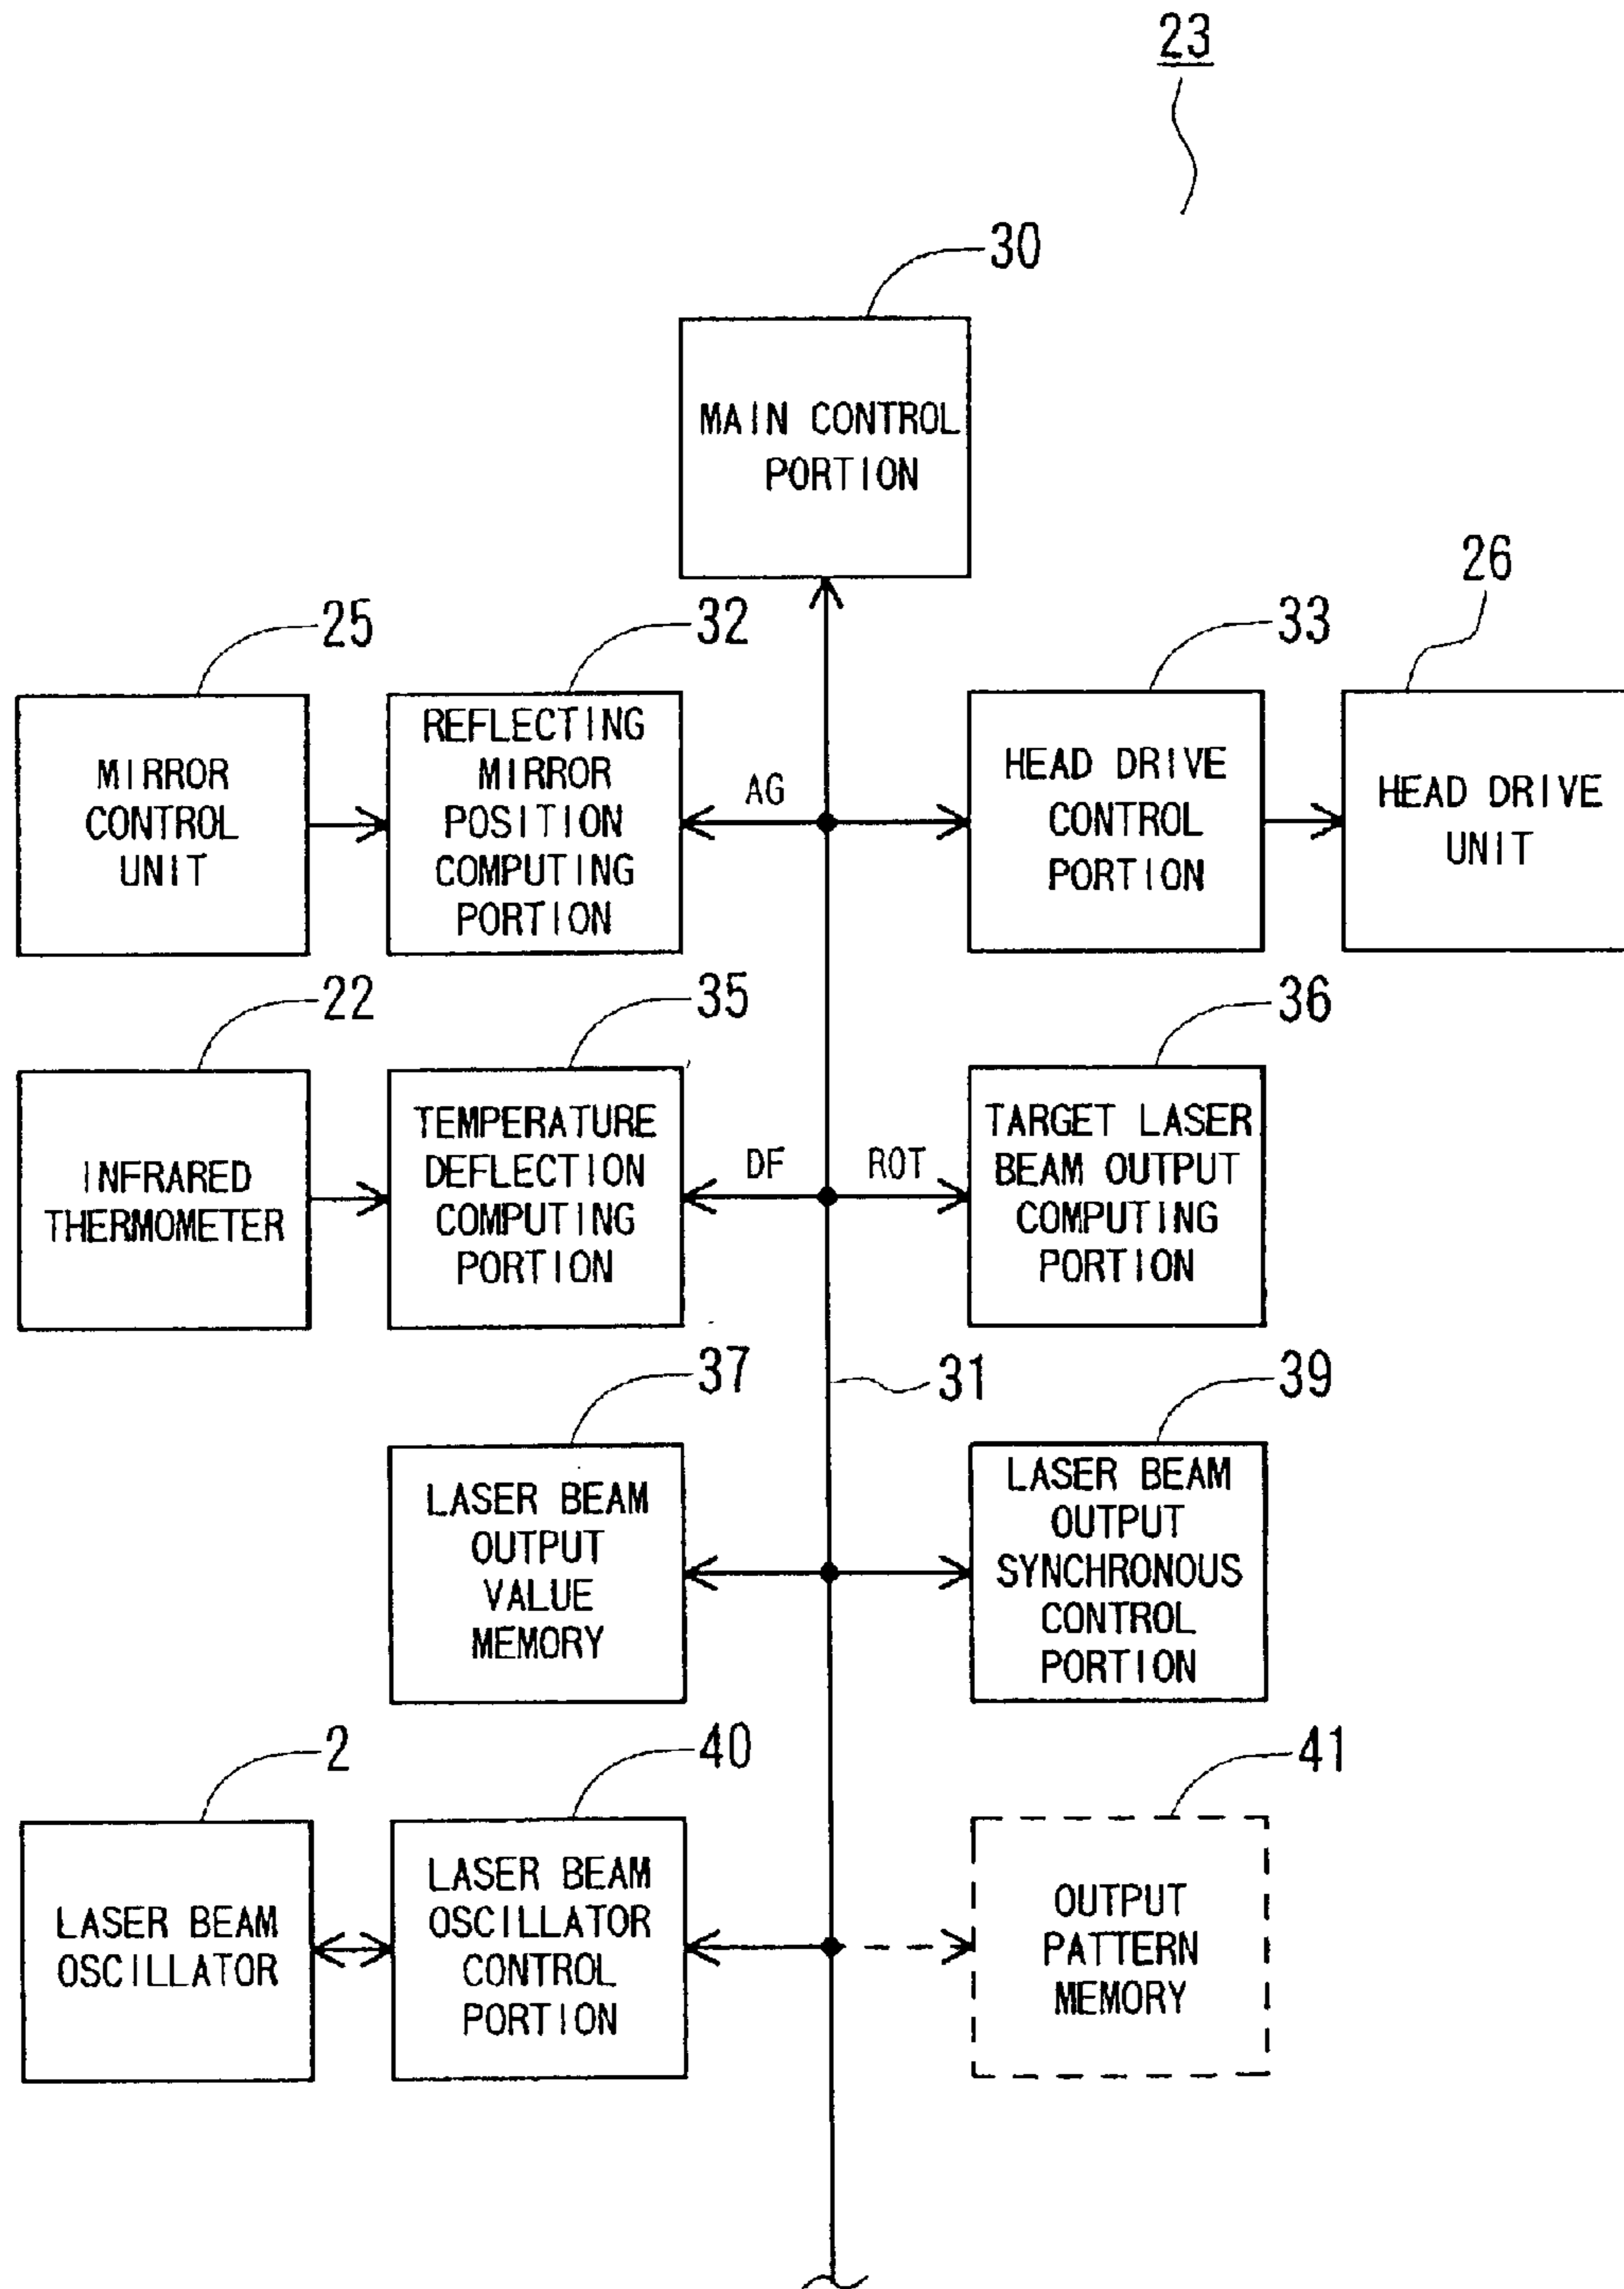 23
30
MAIN CONTROL
PORTION
25
32
33
26
MIRROR
CONTROL
UNIT
REFLECTING
MIRROR
POSITION
COMPUTING
PORTION
AG
HEAD DRIVE
CONTROL
PORTION
HEAD DRIVE
UNIT
22
35
36
INFRARED
THERMOMETER
TEMPERATURE
DEFLECTION
COMPUTING
PORTION
DF
ROT
TARGET LASER
BEAM OUTPUT
COMPUTING
PORTION
37
31
39
LASER BEAM
OUTPUT
VALUE
MEMORY
LASER BEAM
OUTPUT
SYNCHRONOUS
CONTROL
PORTION
2
40
41
LASER BEAM
OSCILLATOR
LASER BEAM
OSCILLATOR
CONTROL
PORTION
OUTPUT
PATTERN
MEMORY